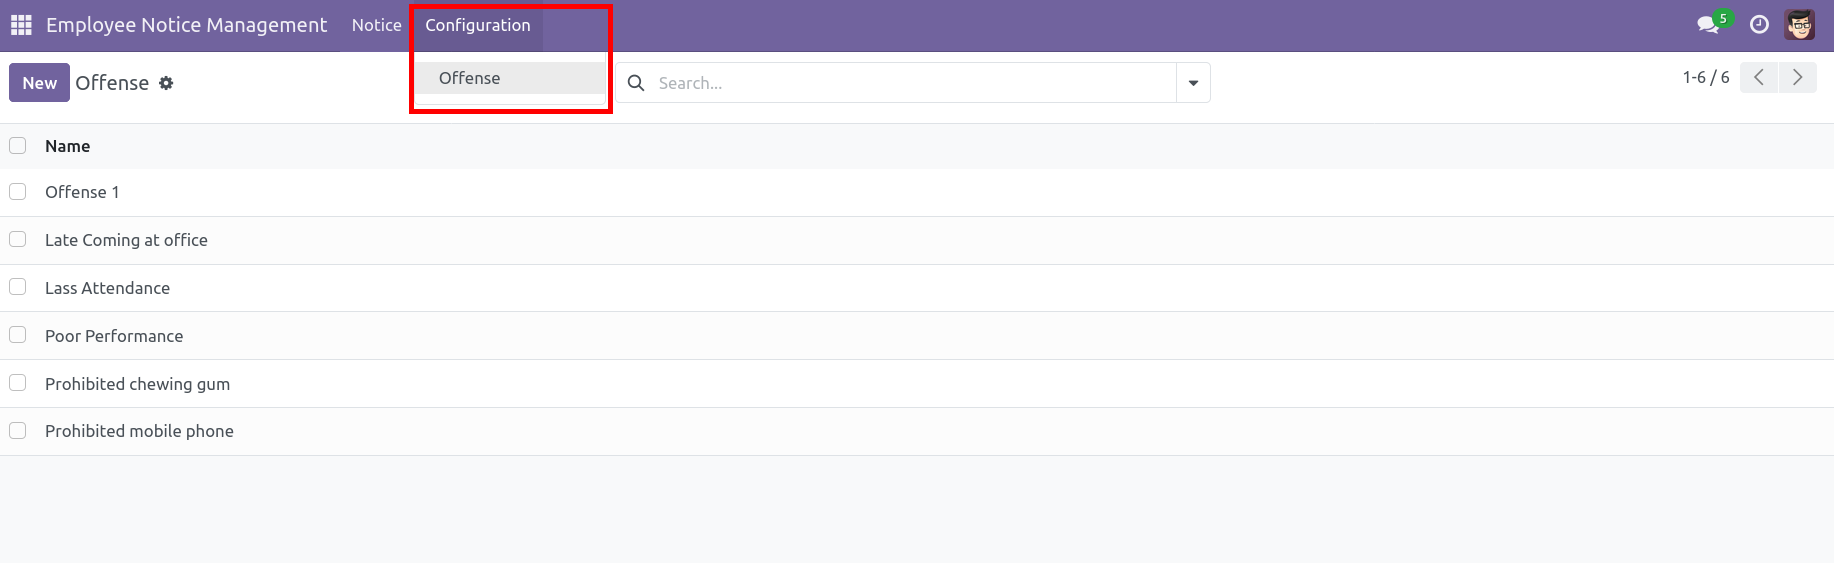 Employee Notice Management Notice Configuration 5
New Offense Offense Search... 1-6 / 6
Name
Offense 1
Late Coming at office
Lass Attendance
Poor Performance
Prohibited chewing gum
Prohibited mobile phone